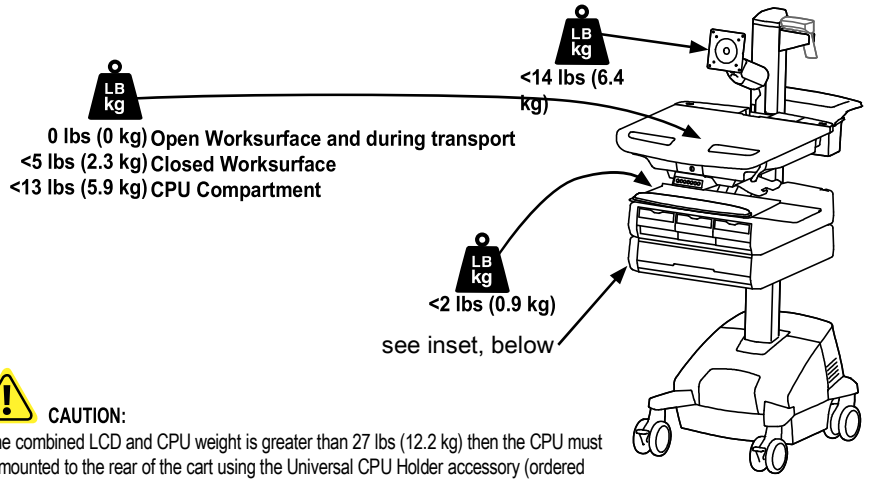 LB
kg
<14 lbs (6.4
kg)
LB
kg
0 lbs (0 kg) Open Worksurface and during transport
<5 lbs (2.3 kg) Closed Worksurface
<13 lbs (5.9 kg) CPU Compartment
LB
kg
<2 lbs (0.9 kg)
see inset, below
!
CAUTION:
combined LCD and CPU weight is greater than 27 lbs (12.2 kg) then the CPU must
mounted to the rear of the cart using the Universal CPU Holder accessory (ordered